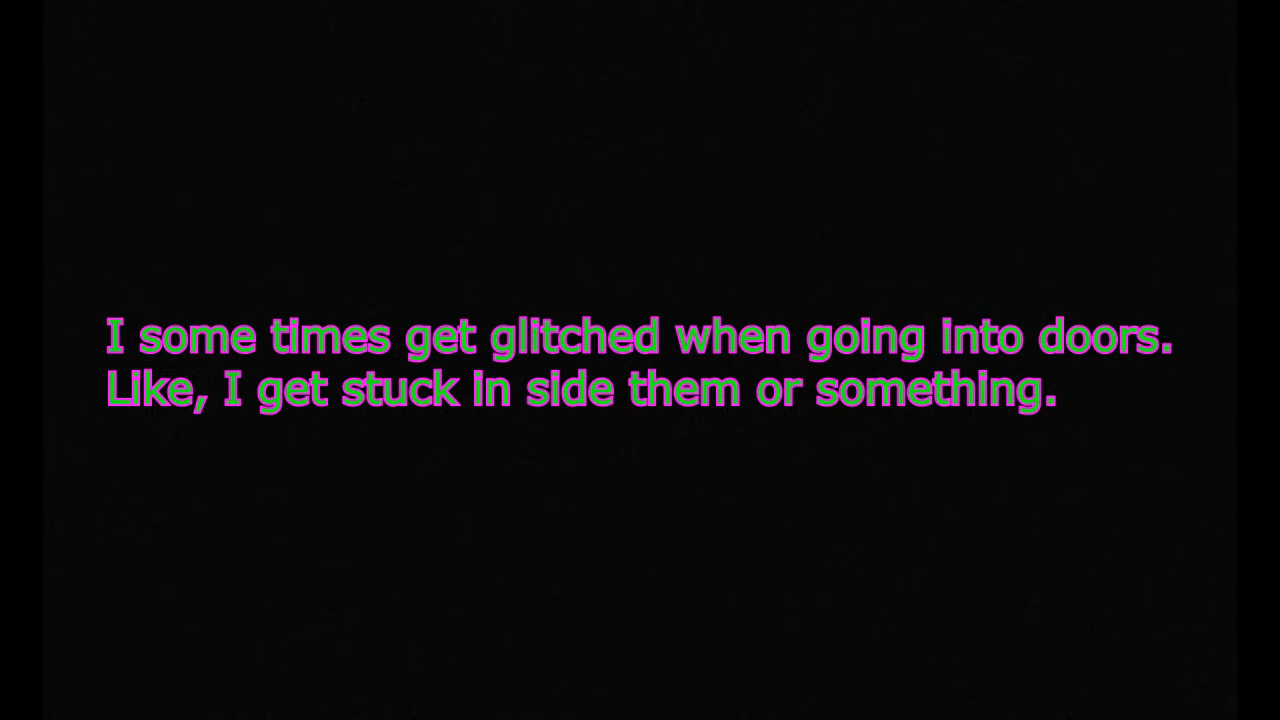 I some times get glitched when going into doors.
Like, I get stuck in side them or something.